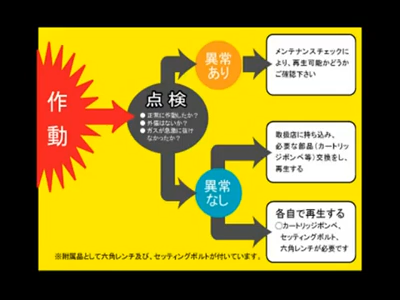 作
動
点検
● 正常に作動したか?
● 外傷はないか?
● ガスが急激に抜け
なかったか?
異常
あり
メンテナンスチェックに
より、再生可能かどうか
ご確認下さい
異常
なし
取扱店に持ち込み、
必要な部品(カートリッ
ジボンベ等)交換をし、
再生する
各自で再生する
○カートリッジボンベ、
セッティングボルト、
六角レンチが必要です
※附属品として六角レンチ及び、セッティングボルトが付いています。